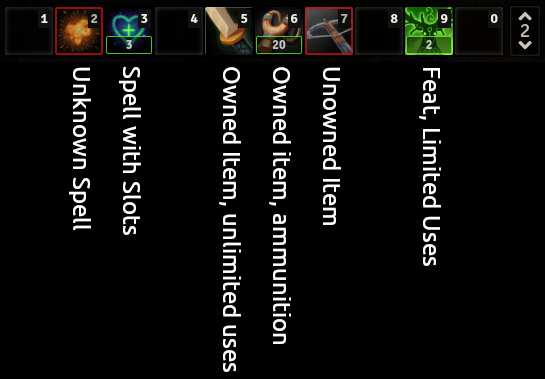 1
2
3
4
5
6
7
8
9
0
3
20
2
2
Unknown Spell
Spell with Slots
Owned Item, unlimited uses
Owned item, ammunition
Unowned Item
Feat, Limited Uses